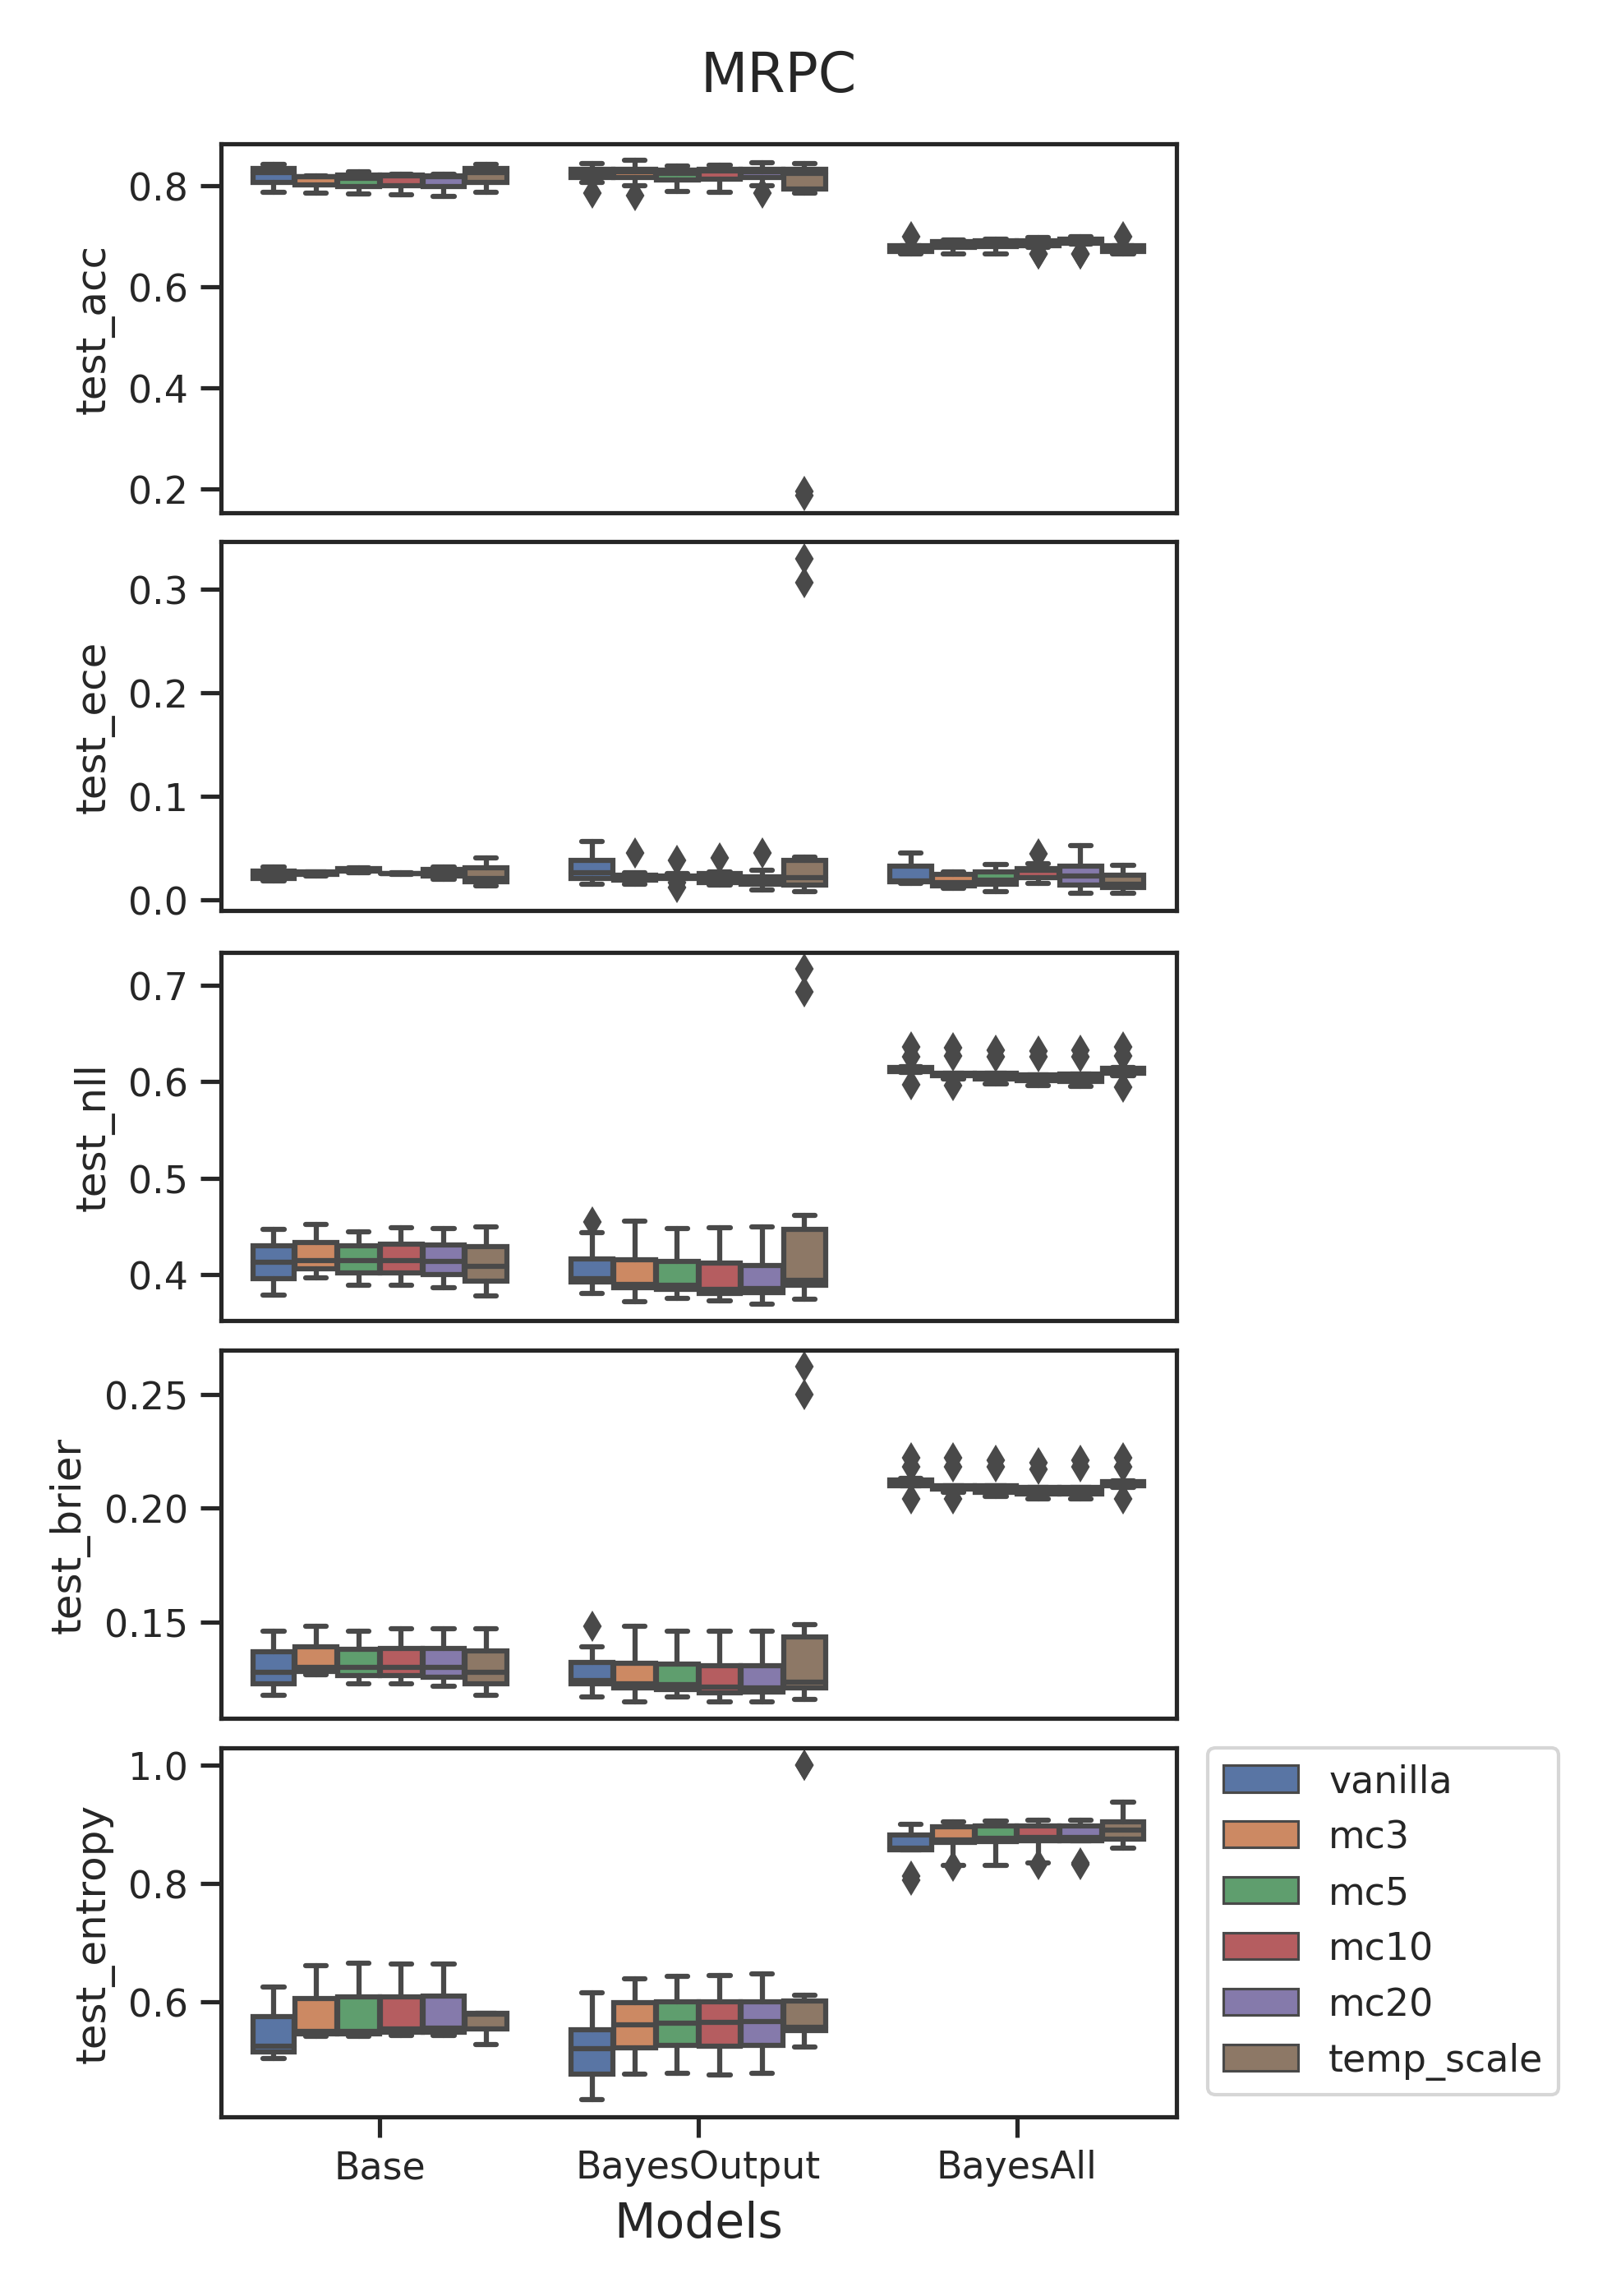 MRPC
test_acc
0.8
0.6
0.4
0.2
test_ece
0.3
0.2
0.1
0.0
test_nll
0.7
0.6
0.5
0.4
test_brier
0.25
0.20
0.15
test_entropy
1.0
0.8
0.6
vanilla
mc3
mc5
mc10
mc20
temp_scale
Base BayesOutput BayesAll
Models